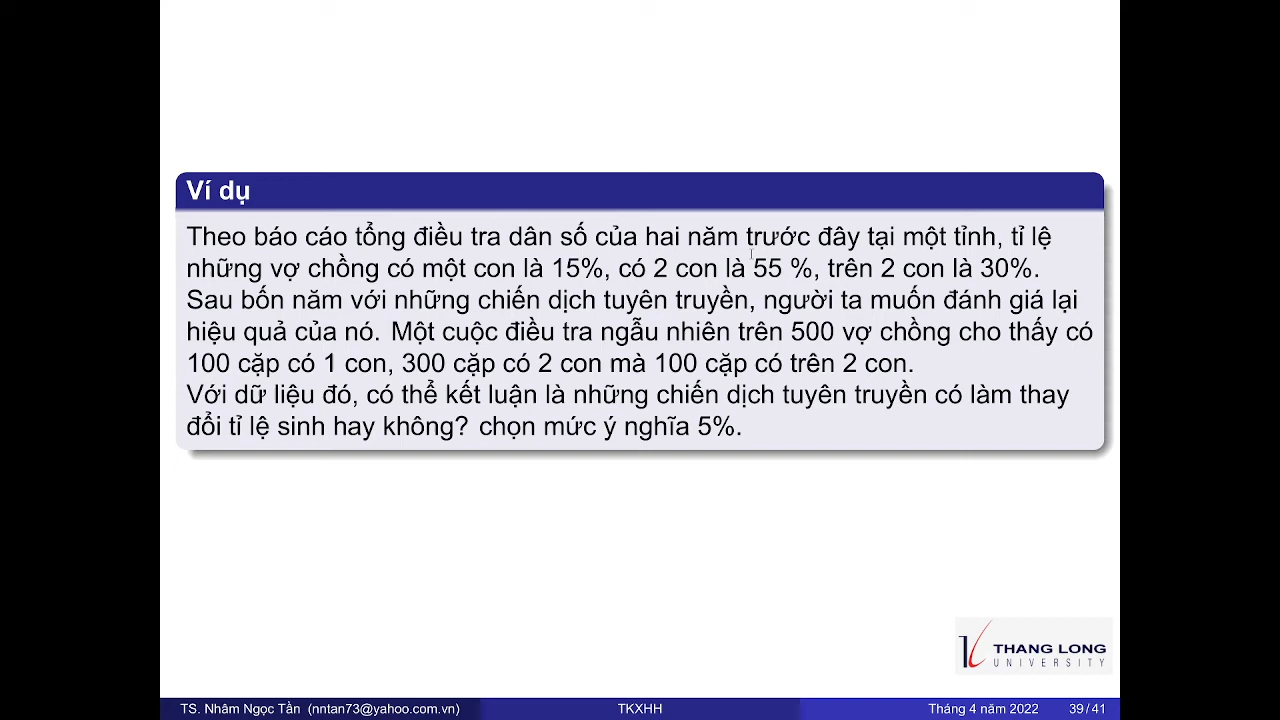 Ví dụ
Theo báo cáo tổng điều tra dân số của hai năm trước đây tại một tỉnh, tỉ lệ
những vợ chồng có một con là 15%, có 2 con là 55 %, trên 2 con là 30%.
Sau bốn năm với những chiến dịch tuyên truyền, người ta muốn đánh giá lại
hiệu quả của nó. Một cuộc điều tra ngẫu nhiên trên 500 vợ chồng cho thấy có
100 cặp có 1 con, 300 cặp có 2 con mà 100 cặp có trên 2 con.
Với dữ liệu đó, có thể kết luận là những chiến dịch tuyên truyền có làm thay
đổi tỉ lệ sinh hay không? chọn mức ý nghĩa 5%.
THANG LONG
UNIVERSITY
TS. Nhâm Ngọc Tần (nntan73@yahoo.com.vn) TKXHH Tháng 4 năm 2022 39 / 41